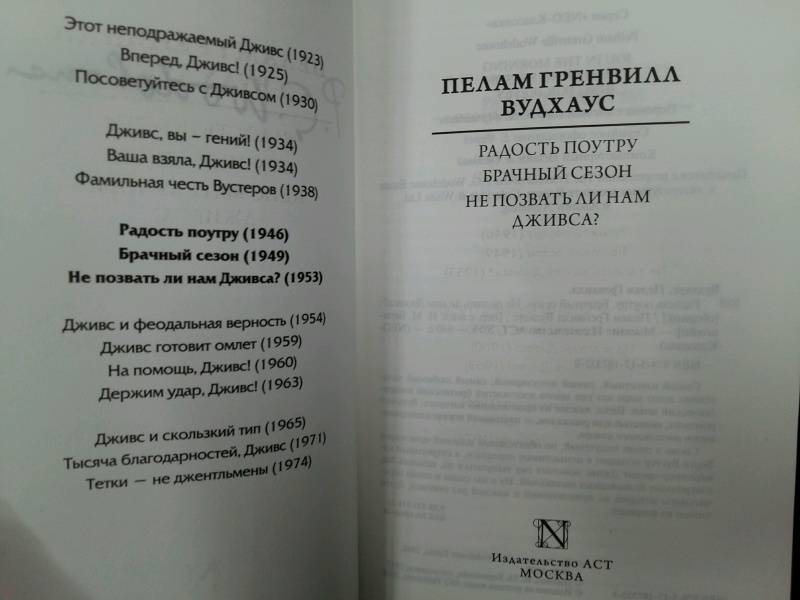 Этот неподражаемый Дживс (1923)
Вперед, Дживс! (1925)
Посоветуйтесь с Дживсом (1930)
Дживс, вы – гений! (1934)
Ваша взяла, Дживс! (1934)
Фамильная честь Вустеров (1938)
Радость поутру (1946)
Брачный сезон (1949)
Не позвать ли нам Дживса? (1953)
Дживс и феодальная верность (1954)
Дживс готовит омлет (1959)
На помощь, Дживс! (1960)
Держим удар, Дживс! (1963)
Дживс и скользкий тип (1965)
Тысяча благодарностей, Дживс (1971)
Тетки — не джентльмены (1974)
ПЕЛАМ ГРЕНВИЛЛ
ВУДХАУС
РАДОСТЬ ПОУТРУ
БРАЧНЫЙ СЕЗОН
НЕ ПОЗВАТЬ ЛИ НАМ
ДЖИВСА?
N
Издательство АСТ
МОСКВА